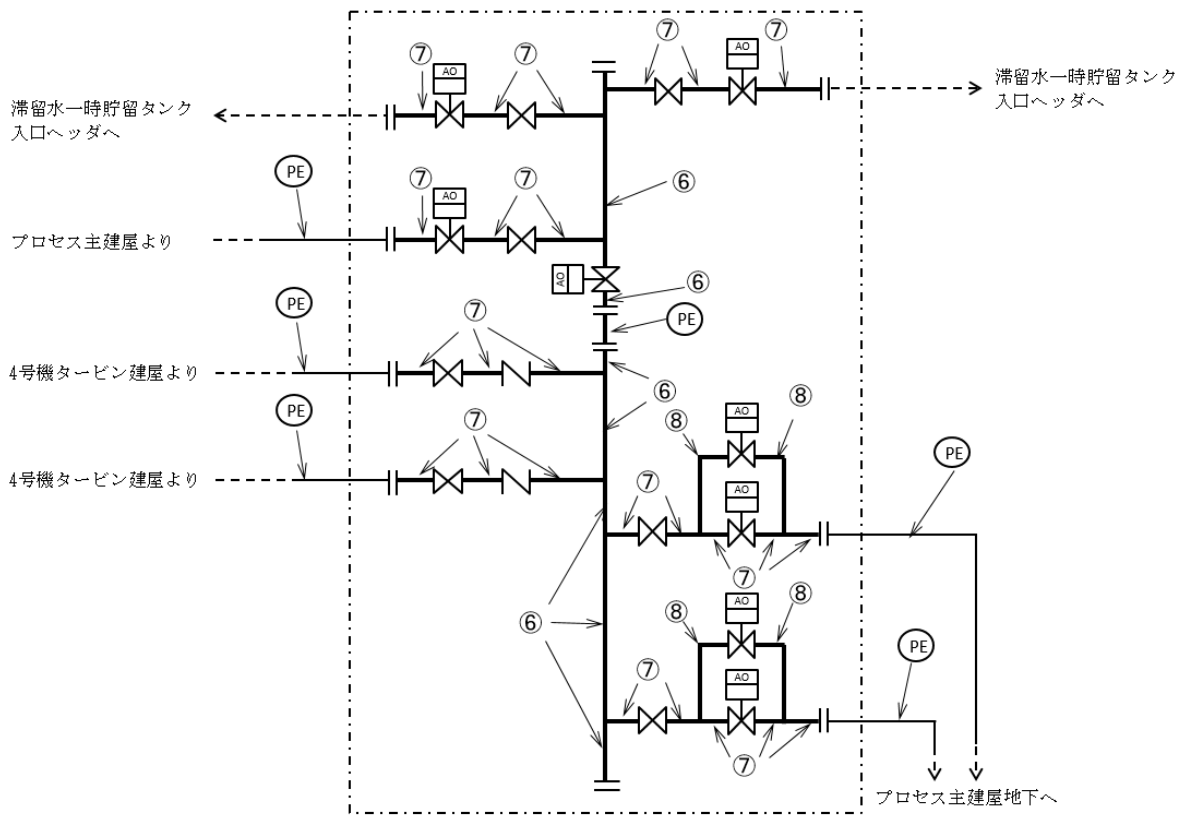 ⑦
⑦
AO
⑦
⑦
AO
⑦
滞留水一時貯留タンク
入口ヘッダへ
滞留水一時貯留タンク
入口ヘッダへ
PE
⑦
AO
⑦
⑥
プロセス主建屋より
AO
⑥
PE
⑦
PE
4号機タービン建屋より
⑥
PE
⑦
⑧
AO
⑧
4号機タービン建屋より
PE
⑦
AO
⑦
⑥
⑧
AO
⑧
PE
⑦
AO
⑦
プロセス主建屋地下へ